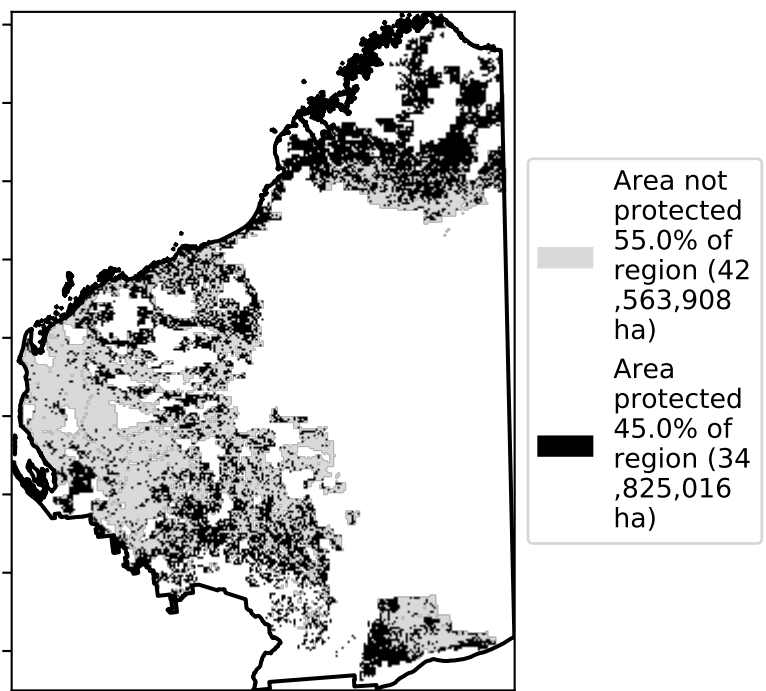 Area not
protected
55.0% of
region (42
,563,908
ha)
Area
protected
45.0% of
region (34
,825,016
ha)